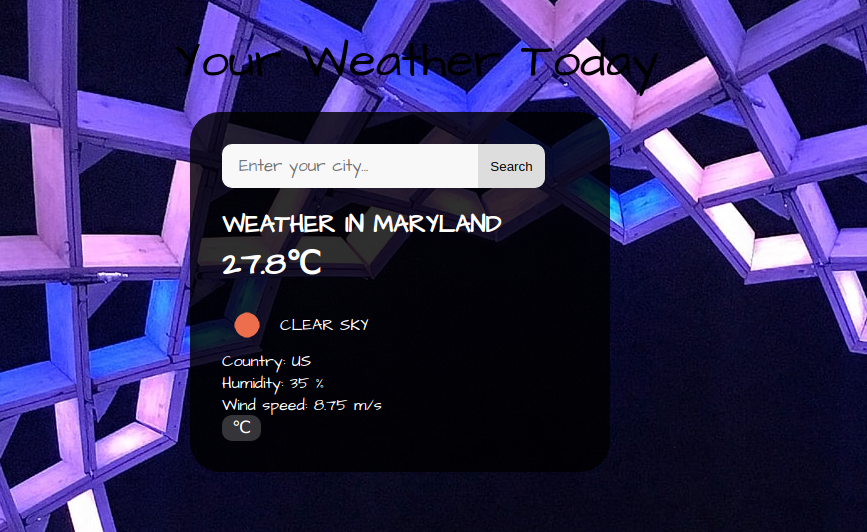 Your Weather Today
Enter your city...
Search
WEATHER IN MARYLAND
27.8°C
CLEAR SKY
Country: US
Humidity: 35 %
Wind speed: 8.75 m/s
°C